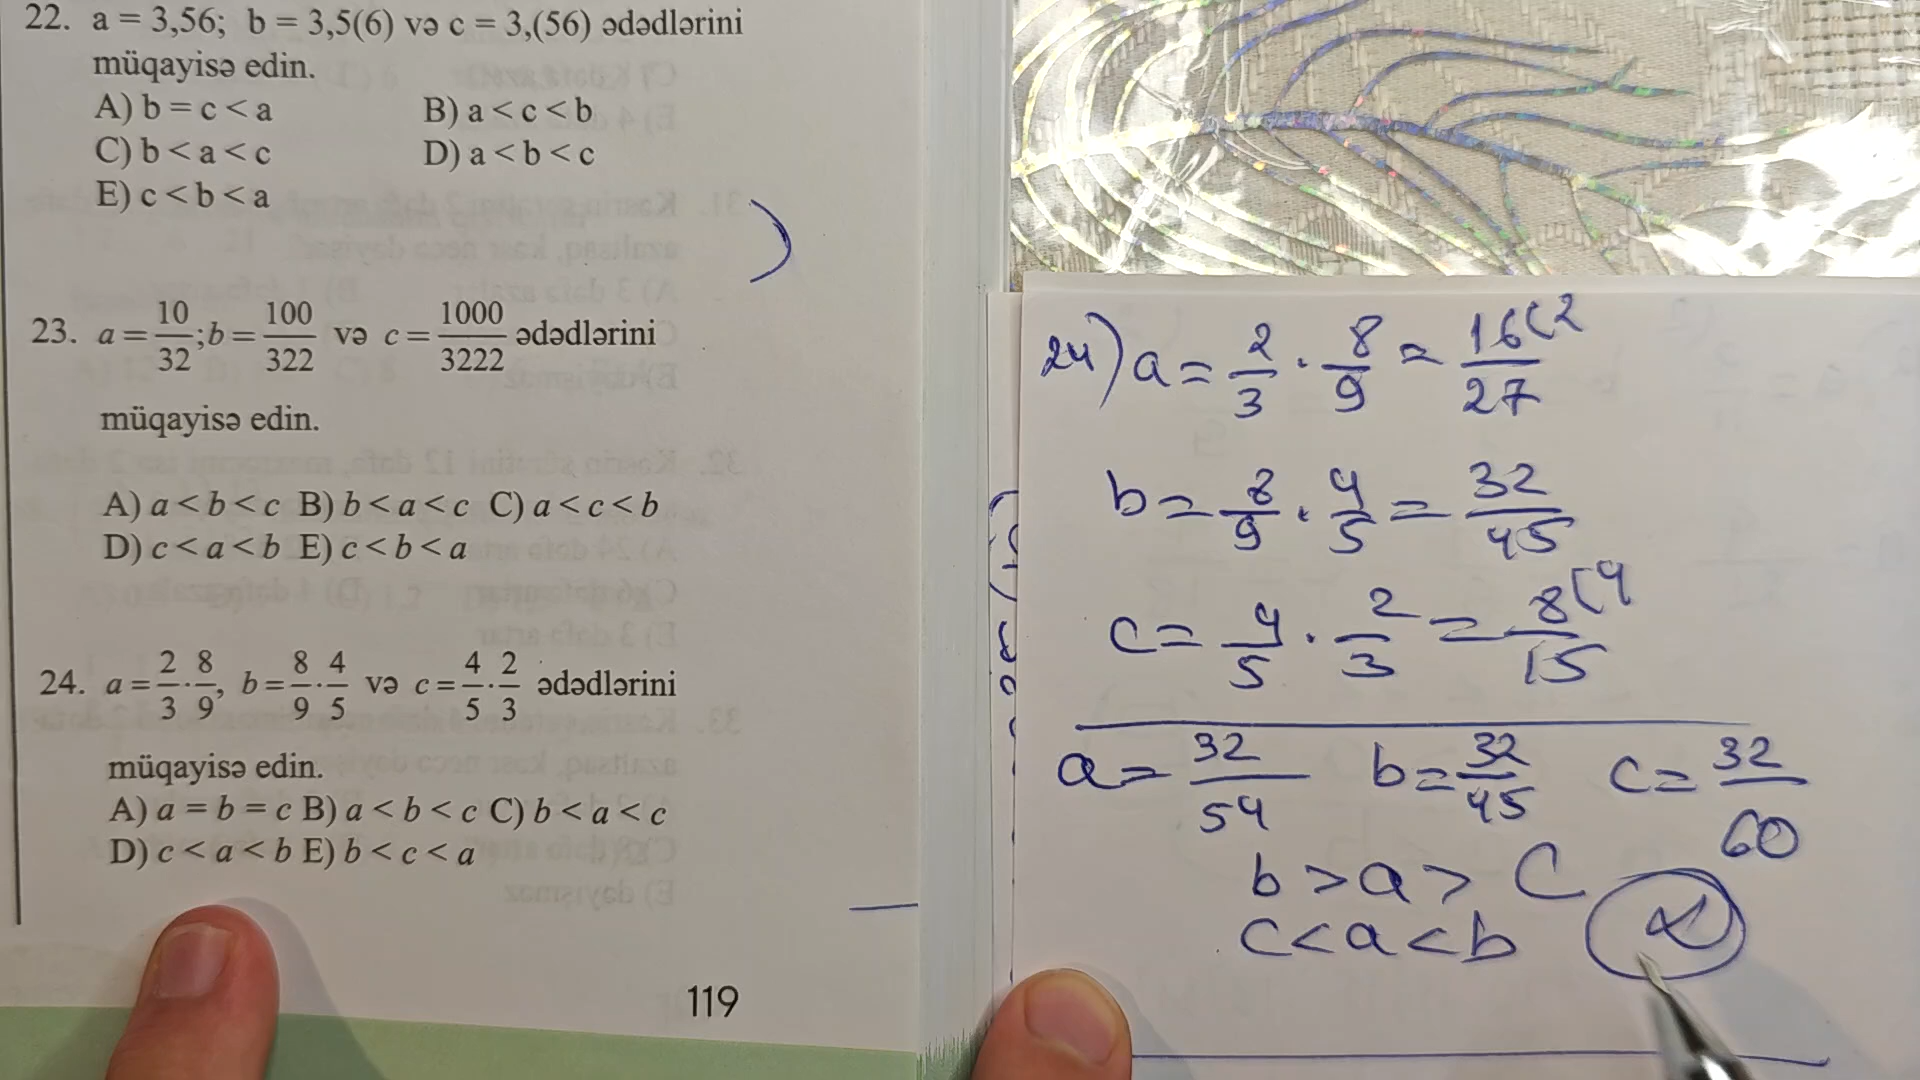 22. a = 3,56; b = 3,5(6) və c = 3,(56) ədədlərini
müqayisə edin.
A) b = c < a B) a < c < b
C) b < a < c D) a < b < c
E) c < b < a
23. a = 10/32; b = 100/322 və c = 1000/3222 ədədlərini
müqayisə edin.
A) a < b < c B) b < a < c C) a < c < b
D) c < a < b E) c < b < a
24. a = 2/3 · 8/9, b = 8/9 · 4/5 və c = 4/5 · 2/3 ədədlərini
müqayisə edin.
A) a = b = c B) a < b < c C) b < a < c
D) c < a < b E) b < c < a
119
24) a = 2/3 · 8/9 = 16(2/27
b = 8/9 · 4/5 = 32/45
c = 4/5 · 2/3 = 8(4/15
a = 32/54 b = 32/45 c = 32/60
b > a > c
c < a < b